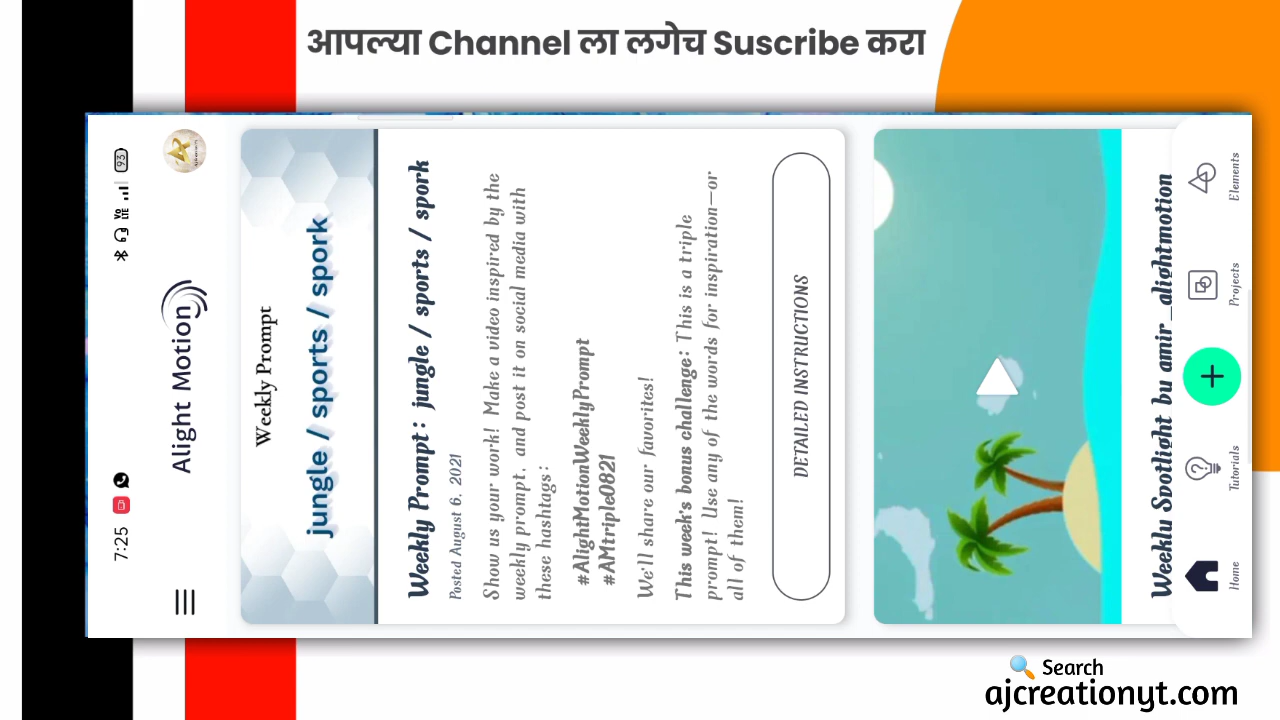 आपल्या Channel ला लगेच Suscribe करा
7:25
Vo
LTE
93
Alight Motion
Weekly Prompt
jungle / sports / spork
Weekly Prompt: jungle / sports / spork
Posted August 6, 2021
Show us your work! Make a video inspired by the
weekly prompt, and post it on social media with
these hashtags:
#AlightMotionWeeklyPrompt
#AMtriple0821
We'll share our favorites!
This week's bonus challenge: This is a triple
prompt! Use any of the words for inspiration—or
all of them!
DETAILED INSTRUCTIONS
Weekly Spotlight by amir_alightmotion
Home
Tutorials
Projects
Elements
Search
ajcreationyt.com